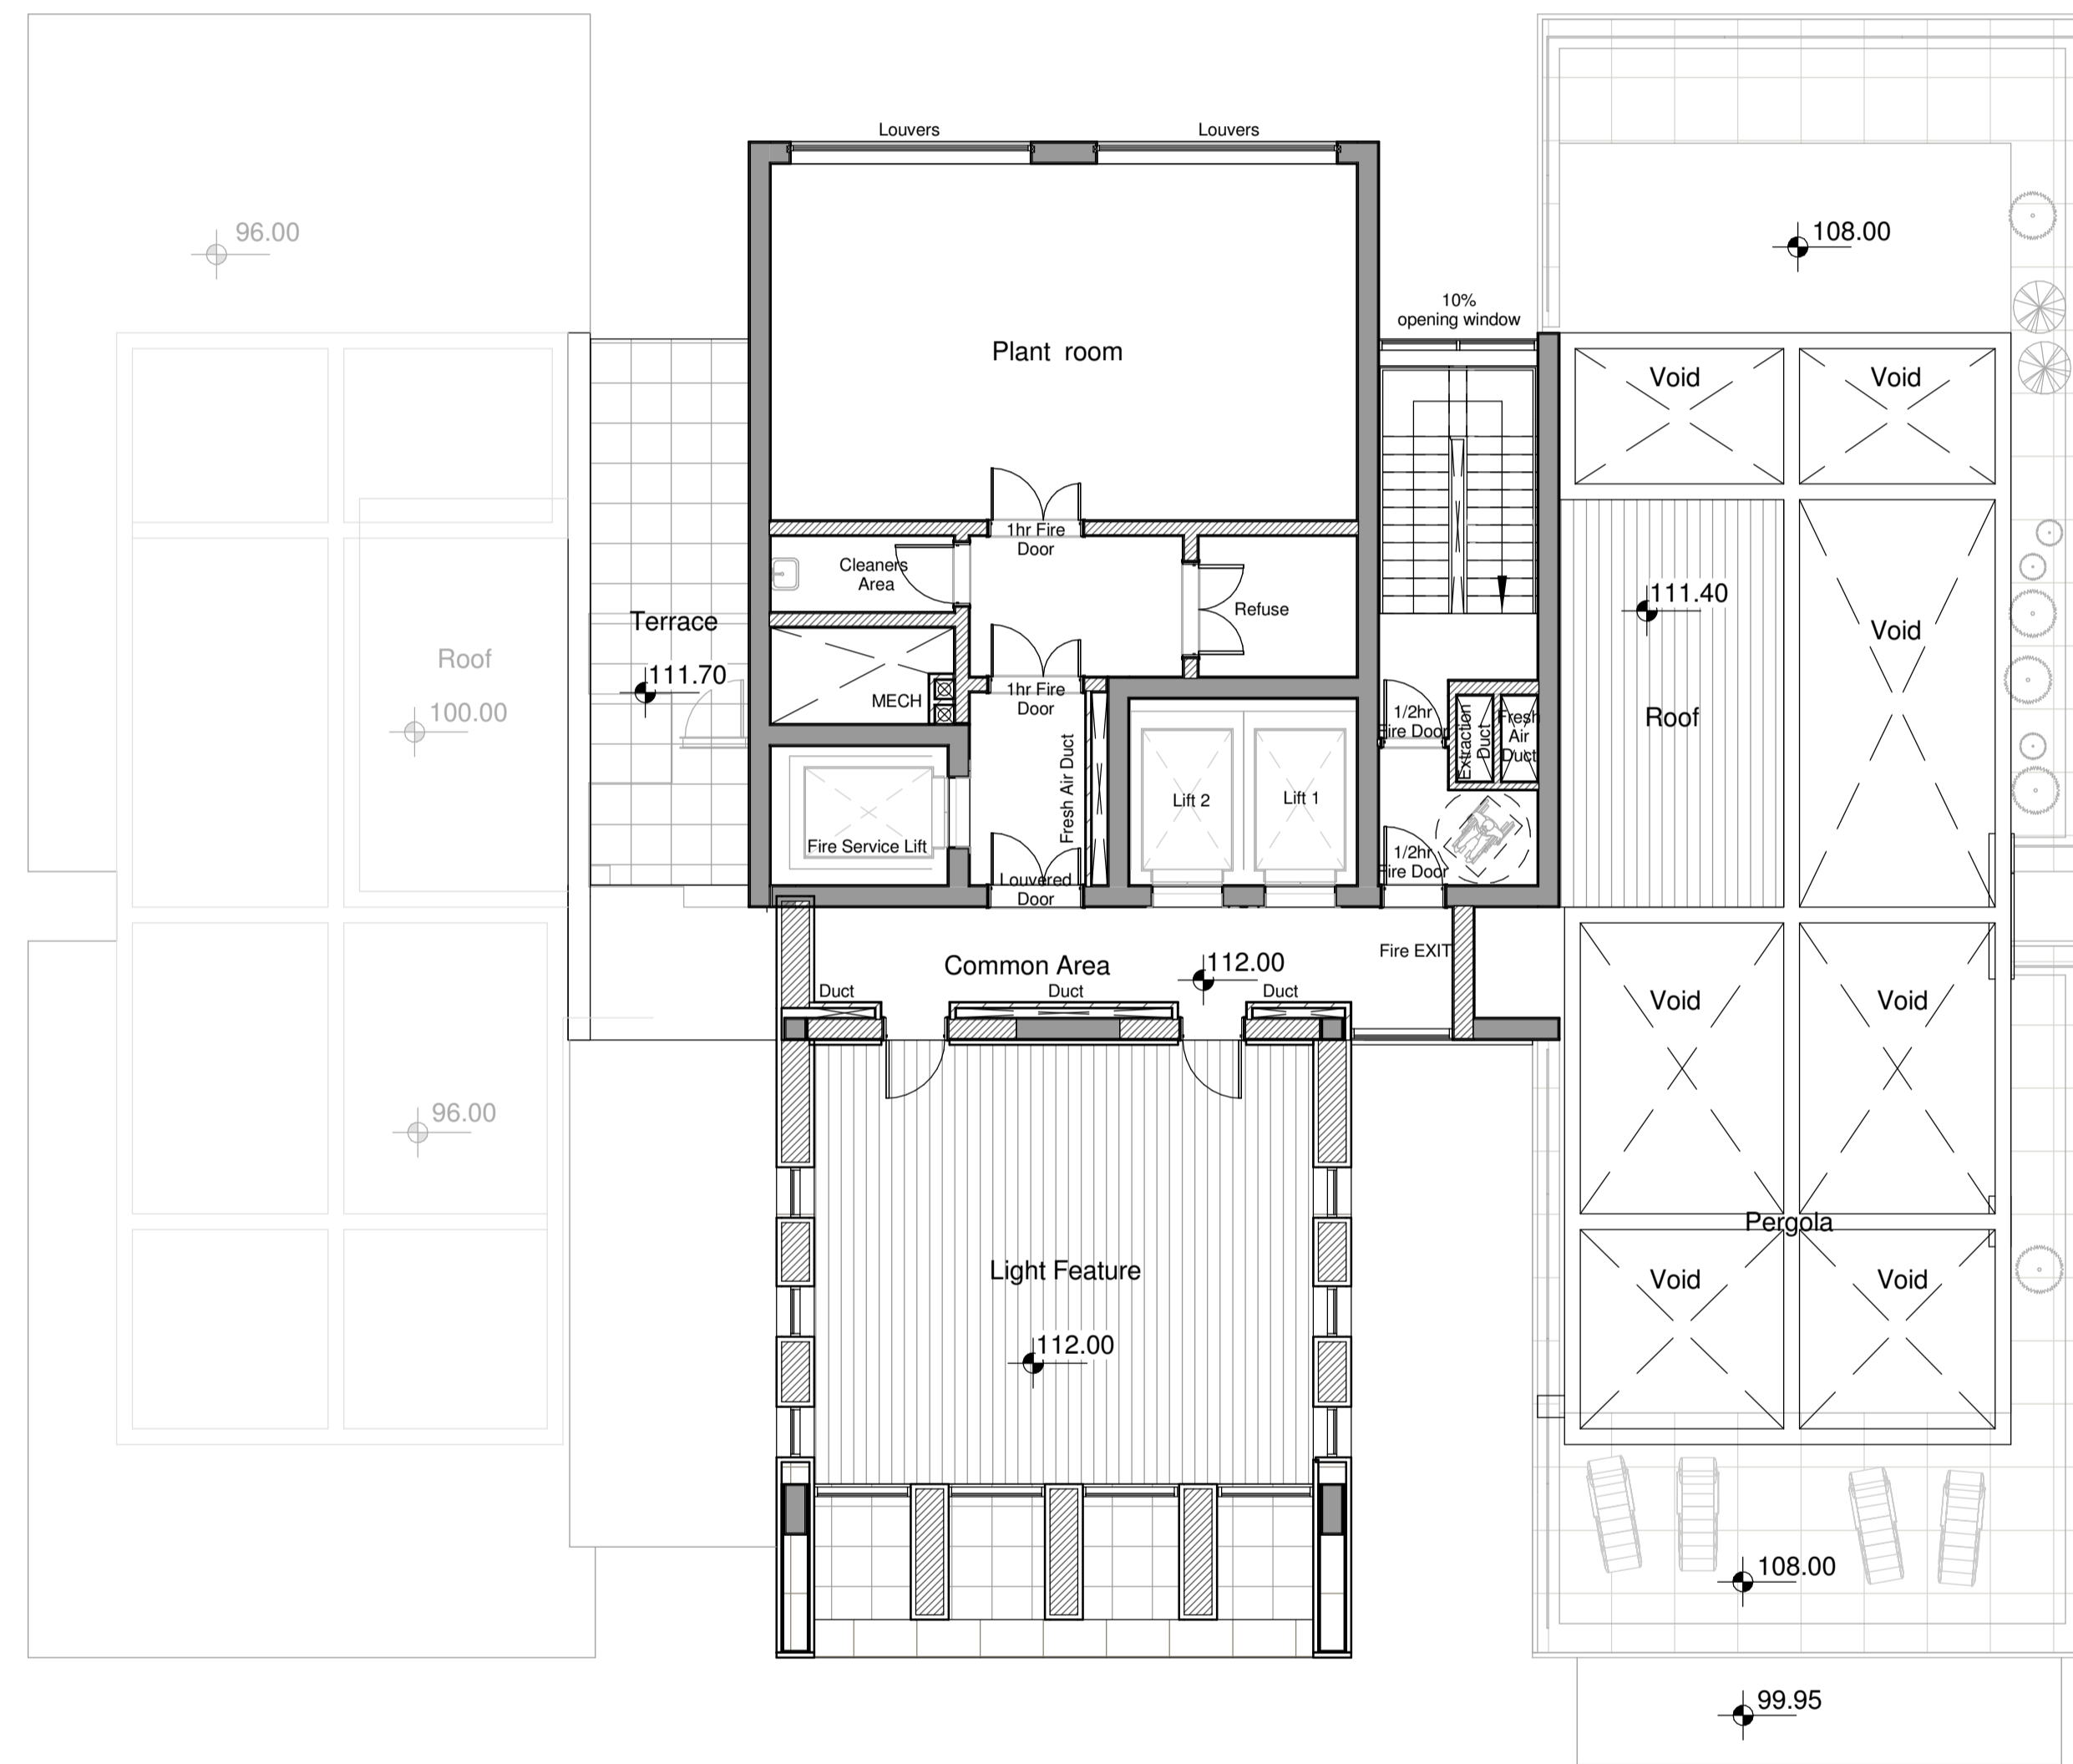 Louvers
Louvers
96.00
108.00
10%
opening window
Plant room
Void
Void
1hr Fire
Door
Cleaners
Area
Refuse
111.40
Terrace
Void
Roof
111.70
MECH
1hr Fire
Door
1/2hr
Fire Door
Extraction
Duct
Fresh
Air
Duct
100.00
Roof
Fresh Air Duct
Lift 2
Lift 1
Fire Service Lift
1/2hr
Fire Door
Louvered
Door
Fire EXIT
Common Area
112.00
Duct
Duct
Duct
Void
Void
96.00
Pergola
Light Feature
Void
Void
112.00
108.00
99.95